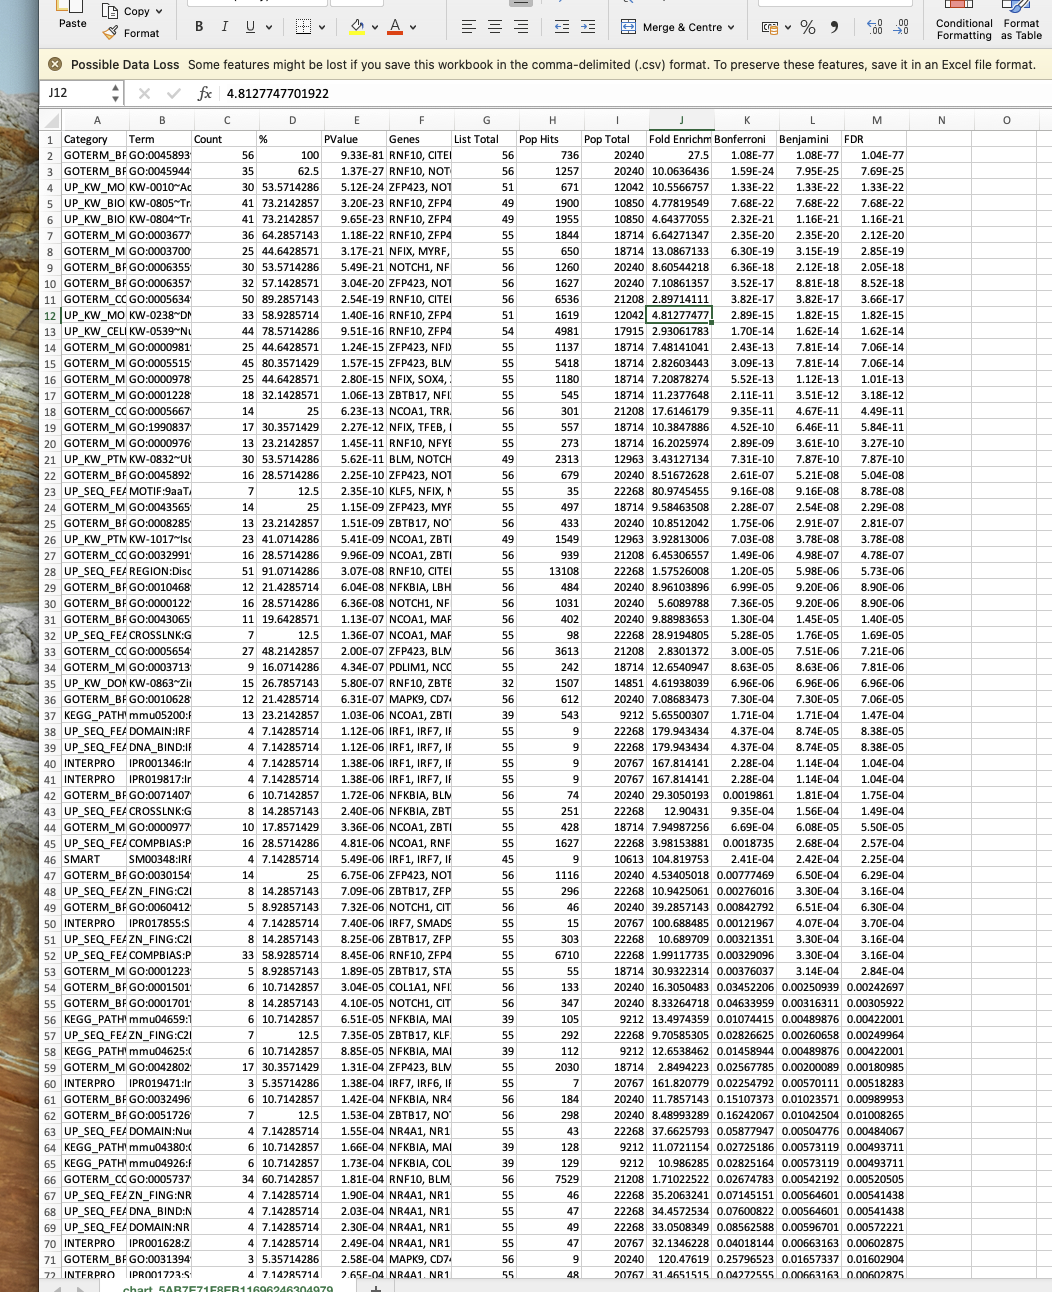 Paste
Copy
Format
B I U A
Merge & Centre
%
Conditional Formatting
Format as Table
Possible Data Loss Some features might be lost if you save this workbook in the comma-delimited (.csv) format. To preserve these features, save it in an Excel file format.
J12 fx 4.8127747701922
A B C D E F G H I J K L M N O
1 Category Term Count % PValue Genes List Total Pop Hits Pop Total Fold Enrichm Bonferroni Benjamini FDR
2 GOTERM_BF GO:0045893 56 100 9.33E-81 RNF10, CITE 56 736 20240 27.5 1.08E-77 1.08E-77 1.04E-77
3 GOTERM_BF GO:0045944 35 62.5 1.37E-27 RNF10, NOT 56 1257 20240 10.0636436 1.59E-24 7.95E-25 7.69E-25
4 UP_KW_MO KW-0010~Ac 30 53.5714286 5.12E-24 ZFP423, NOT 51 671 12042 10.5566757 1.33E-22 1.33E-22 1.33E-22
5 UP_KW_BIO KW-0805~Tr 41 73.2142857 3.20E-23 RNF10, ZFP4 49 1900 10850 4.77819549 7.68E-22 7.68E-22 7.68E-22
6 UP_KW_BIO KW-0804~Tr 41 73.2142857 9.65E-23 RNF10, ZFP4 49 1955 10850 4.64377055 2.32E-21 1.16E-21 1.16E-21
7 GOTERM_M GO:0003677 36 64.2857143 1.18E-22 RNF10, ZFP4 55 1844 18714 6.64271347 2.35E-20 2.35E-20 2.12E-20
8 GOTERM_M GO:0003700 25 44.6428571 3.17E-21 NFIX, MYRF, 55 650 18714 13.0867133 6.30E-19 3.15E-19 2.85E-19
9 GOTERM_BF GO:0006355 30 53.5714286 5.49E-21 NOTCH1, NF 56 1260 20240 8.60544218 6.36E-18 2.12E-18 2.05E-18
10 GOTERM_BF GO:0006357 32 57.1428571 3.04E-20 ZFP423, NOT 56 1627 20240 7.10861357 3.52E-17 8.81E-18 8.52E-18
11 GOTERM_CC GO:0005634 50 89.2857143 2.54E-19 RNF10, CITE 56 6536 21208 2.89714111 3.82E-17 3.82E-17 3.66E-17
12 UP_KW_MO KW-0238~DN 33 58.9285714 1.40E-16 RNF10, ZFP4 51 1619 12042 4.81277477 2.89E-15 1.82E-15 1.82E-15
13 UP_KW_CELI KW-0539~Nu 44 78.5714286 9.51E-16 RNF10, ZFP4 54 4981 17915 2.93061783 1.70E-14 1.62E-14 1.62E-14
14 GOTERM_M GO:0000981 25 44.6428571 1.24E-15 ZFP423, NFIX 55 1137 18714 7.48141041 2.43E-13 7.81E-14 7.06E-14
15 GOTERM_M GO:0005515 45 80.3571429 1.57E-15 ZFP423, BLM 55 5418 18714 2.82603443 3.09E-13 7.81E-14 7.06E-14
16 GOTERM_M GO:0000978 25 44.6428571 2.80E-15 NFIX, SOX4, 55 1180 18714 7.20878274 5.52E-13 1.12E-13 1.01E-13
17 GOTERM_M GO:0001228 18 32.1428571 1.06E-13 ZBTB17, NFI 55 545 18714 11.2377648 2.11E-11 3.51E-12 3.18E-12
18 GOTERM_CC GO:0005667 14 25 6.23E-13 NCOA1, TRR 56 301 21208 17.6146179 9.35E-11 4.67E-11 4.49E-11
19 GOTERM_M GO:1990837 17 30.3571429 2.27E-12 NFIX, TFEB, 55 557 18714 10.3847886 4.52E-10 6.46E-11 5.84E-11
20 GOTERM_M GO:0000976 13 23.2142857 1.45E-11 RNF10, NFYE 55 273 18714 16.2025974 2.89E-09 3.61E-10 3.27E-10
21 UP_KW_PTM KW-0832~Ub 30 53.5714286 5.62E-11 BLM, NOTCH 49 2313 12963 3.43127134 7.31E-10 7.87E-10 7.87E-10
22 GOTERM_BF GO:0045892 16 28.5714286 2.25E-10 ZFP423, NOT 56 679 20240 8.51672628 2.61E-07 5.21E-08 5.04E-08
23 UP_SEQ_FEA MOTIF:9aaT 7 12.5 2.35E-10 KLF5, NFIX, N 55 35 22268 80.9745455 9.16E-08 9.16E-08 8.78E-08
24 GOTERM_M GO:0043565 14 25 1.15E-09 ZFP423, MYF 55 497 18714 9.58463508 2.28E-07 2.54E-08 2.29E-08
25 GOTERM_BF GO:0008285 13 23.2142857 1.51E-09 ZBTB17, NO 56 433 20240 10.8512042 1.75E-06 2.91E-07 2.81E-07
26 UP_KW_PTM KW-1017~Iso 23 41.0714286 5.41E-09 NCOA1, ZBTI 49 1549 12963 3.92813006 7.03E-08 3.78E-08 3.78E-08
27 GOTERM_CC GO:0032991 16 28.5714286 9.96E-09 NCOA1, ZBTI 56 939 21208 6.45306557 1.49E-06 4.98E-07 4.78E-07
28 UP_SEQ_FEA REGION:Disc 51 91.0714286 3.07E-08 RNF10, CITE 55 13108 22268 1.57526008 1.20E-05 5.98E-06 5.73E-06
29 GOTERM_BF GO:0010468 12 21.4285714 6.04E-08 NFKBIA, LBH 56 484 20240 8.96103896 6.99E-05 9.20E-06 8.90E-06
30 GOTERM_BF GO:0000122 16 28.5714286 6.36E-08 NOTCH1, NF 56 1031 20240 5.6089788 7.36E-05 9.20E-06 8.90E-06
31 GOTERM_BF GO:0043065 11 19.6428571 1.13E-07 NCOA1, MAF 56 402 20240 9.88983653 1.30E-04 1.45E-05 1.40E-05
32 UP_SEQ_FEA CROSSLNK:G 7 12.5 1.36E-07 NCOA1, MAF 55 98 22268 28.9194805 5.28E-05 1.76E-05 1.69E-05
33 GOTERM_CC GO:0005654 27 48.2142857 2.00E-07 ZFP423, BLM 56 3613 21208 2.8301372 3.00E-05 7.51E-06 7.21E-06
34 GOTERM_M GO:0003713 9 16.0714286 4.34E-07 PDLIM1, NCC 55 242 18714 12.6540947 8.63E-05 8.63E-06 7.81E-06
35 UP_KW_DOM KW-0863~Zi 15 26.7857143 5.80E-07 RNF10, ZBTE 32 1507 14851 4.61938039 6.96E-06 6.96E-06 6.96E-06
36 GOTERM_BF GO:0010628 12 21.4285714 6.31E-07 MAPK9, CD7 56 612 20240 7.08683473 7.30E-04 7.30E-05 7.06E-05
37 KEGG_PATH mmu05200: 13 23.2142857 1.03E-06 NCOA1, ZBTI 39 543 9212 5.65500307 1.71E-04 1.71E-04 1.47E-04
38 UP_SEQ_FEA DOMAIN:IRF 4 7.14285714 1.12E-06 IRF1, IRF7, IF 55 9 22268 179.943434 4.37E-04 8.74E-05 8.38E-05
39 UP_SEQ_FEA DNA_BIND:IF 4 7.14285714 1.12E-06 IRF1, IRF7, IF 55 9 22268 179.943434 4.37E-04 8.74E-05 8.38E-05
40 INTERPRO IPR001346:Ir 4 7.14285714 1.38E-06 IRF1, IRF7, IF 55 9 20767 167.814141 2.28E-04 1.14E-04 1.04E-04
41 INTERPRO IPR019817:Ir 4 7.14285714 1.38E-06 IRF1, IRF7, IF 55 9 20767 167.814141 2.28E-04 1.14E-04 1.04E-04
42 GOTERM_BF GO:0071407 6 10.7142857 1.72E-06 NFKBIA, BLM 56 74 20240 29.3050193 0.0019861 1.81E-04 1.75E-04
43 UP_SEQ_FEA CROSSLNK:G 8 14.2857143 2.40E-06 NFKBIA, ZBT 55 251 22268 12.90431 9.35E-04 1.56E-04 1.49E-04
44 GOTERM_M GO:0000977 10 17.8571429 3.36E-06 NCOA1, ZBTI 55 428 18714 7.94987256 6.69E-04 6.08E-05 5.50E-05
45 UP_SEQ_FEA COMPBIAS:P 16 28.5714286 4.81E-06 NCOA1, RNF 55 1627 22268 3.98153881 0.0018735 2.68E-04 2.57E-04
46 SMART SM00348:IRF 4 7.14285714 5.49E-06 IRF1, IRF7, IF 45 9 10613 104.819753 2.41E-04 2.42E-04 2.25E-04
47 GOTERM_BF GO:0030154 14 25 6.75E-06 ZFP423, NOT 56 1116 20240 4.53405018 0.00777469 6.50E-04 6.29E-04
48 UP_SEQ_FEA ZN_FING:C2I 8 14.2857143 7.09E-06 ZBTB17, ZFP 55 296 22268 10.9425061 0.00276016 3.30E-04 3.16E-04
49 GOTERM_BF GO:0060412 5 8.92857143 7.32E-06 NOTCH1, CIT 56 46 20240 39.2857143 0.00842792 6.51E-04 6.30E-04
50 INTERPRO IPR017855:S 4 7.14285714 7.40E-06 IRF7, SMAD9 55 15 20767 100.688485 0.00121967 4.07E-04 3.70E-04
51 UP_SEQ_FEA ZN_FING:C2I 8 14.2857143 8.25E-06 ZBTB17, ZFP 55 303 22268 10.689709 0.00321351 3.30E-04 3.16E-04
52 UP_SEQ_FEA COMPBIAS:P 33 58.9285714 8.45E-06 RNF10, ZFP4 55 6710 22268 1.99117735 0.00329096 3.30E-04 3.16E-04
53 GOTERM_M GO:0001223 5 8.92857143 1.89E-05 ZBTB17, STA 55 55 18714 30.9322314 0.00376037 3.14E-04 2.84E-04
54 GOTERM_BF GO:0001501 6 10.7142857 3.04E-05 COL1A1, NFI 56 133 20240 16.3050483 0.03452206 0.00250939 0.00242697
55 GOTERM_BF GO:0001701 8 14.2857143 4.10E-05 NOTCH1, CIT 56 347 20240 8.33264718 0.04633959 0.00316311 0.00305922
56 KEGG_PATH mmu04659: 6 10.7142857 6.51E-05 NFKBIA, MAI 39 105 9212 13.4974359 0.01074415 0.00489876 0.00422001
57 UP_SEQ_FEA ZN_FING:C2I 7 12.5 7.35E-05 ZBTB17, KLF 55 292 22268 9.70585305 0.02826625 0.00260658 0.00249964
58 KEGG_PATH mmu04625: 6 10.7142857 8.85E-05 NFKBIA, MAI 39 112 9212 12.6538462 0.01458944 0.00489876 0.00422001
59 GOTERM_M GO:0042802 17 30.3571429 1.31E-04 ZFP423, BLM 55 2030 18714 2.8494223 0.02567785 0.00200089 0.00180985
60 INTERPRO IPR019471:Ir 3 5.35714286 1.38E-04 IRF7, IRF6, IF 55 7 20767 161.820779 0.02254792 0.00570111 0.00518283
61 GOTERM_BF GO:0032496 6 10.7142857 1.42E-04 NFKBIA, NR4 56 184 20240 11.7857143 0.15107373 0.01023571 0.00989953
62 GOTERM_BF GO:0051726 7 12.5 1.53E-04 ZBTB17, NO 56 298 20240 8.48993289 0.16242067 0.01042504 0.01008265
63 UP_SEQ_FEA DOMAIN:Nu 4 7.14285714 1.55E-04 NR4A1, NR1 55 43 22268 37.6625793 0.05877947 0.00504776 0.00484067
64 KEGG_PATH mmu04380: 6 10.7142857 1.66E-04 NFKBIA, MAI 39 128 9212 11.0721154 0.02725186 0.00573119 0.00493711
65 KEGG_PATH mmu04926: 6 10.7142857 1.73E-04 NFKBIA, COL 39 129 9212 10.986285 0.02825164 0.00573119 0.00493711
66 GOTERM_CC GO:0005737 34 60.7142857 1.81E-04 RNF10, BLM, 56 7529 21208 1.71022522 0.02674783 0.00542192 0.00520505
67 UP_SEQ_FEA ZN_FING:NR 4 7.14285714 1.90E-04 NR4A1, NR1 55 46 22268 35.2063241 0.07145151 0.00564601 0.00541438
68 UP_SEQ_FEA DNA_BIND:N 4 7.14285714 2.03E-04 NR4A1, NR1 55 47 22268 34.4572534 0.07600822 0.00564601 0.00541438
69 UP_SEQ_FEA DOMAIN:NR 4 7.14285714 2.30E-04 NR4A1, NR1 55 49 22268 33.0508349 0.08562588 0.00596701 0.00572221
70 INTERPRO IPR001628:Z 4 7.14285714 2.49E-04 NR4A1, NR1 55 47 20767 32.1346228 0.04018144 0.00663163 0.00602875
71 GOTERM_BF GO:0031394 3 5.35714286 2.58E-04 MAPK9, CD7 56 9 20240 120.47619 0.25796523 0.01657337 0.01602904
72 INTERPRO IPR001723:S 4 7.14285714 2.65E-04 NR4A1, NR1 55 48 20767 31.4651515 0.04272555 0.00663163 0.00602875
chart_5AB7E71F8EB11696246304979 +